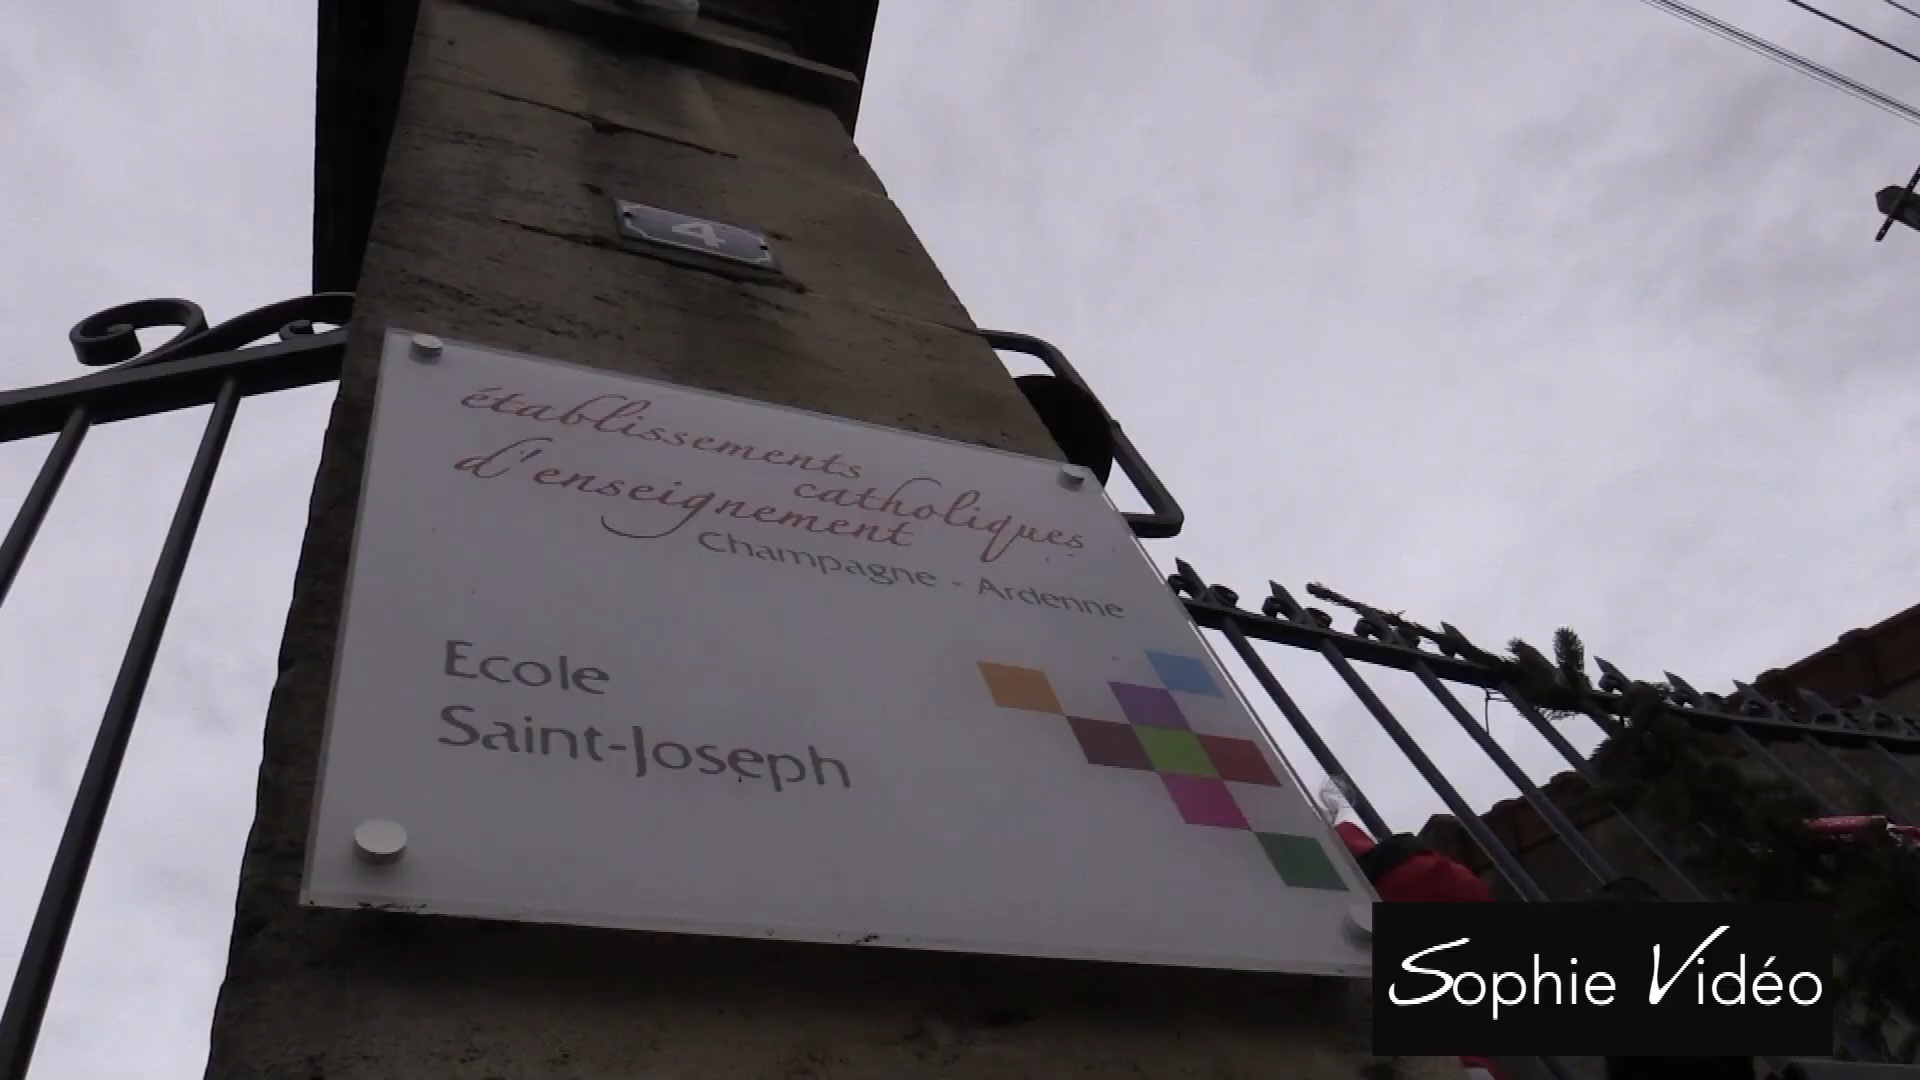 4
établissements
catholiques
d'enseignement
Champagne - Ardenne
Ecole
Saint-Joseph
Sophie Vidéo